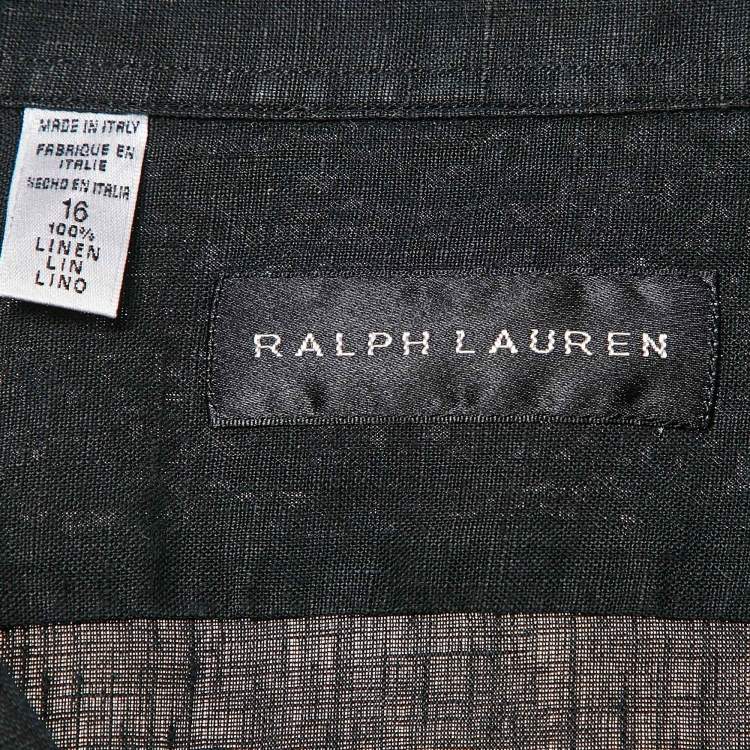 MADE IN ITALY
FABRIQUE EN
ITALIE
HECHO EN ITALIA
16
100%
LINEN
LIN
LINO
RALPH LAUREN